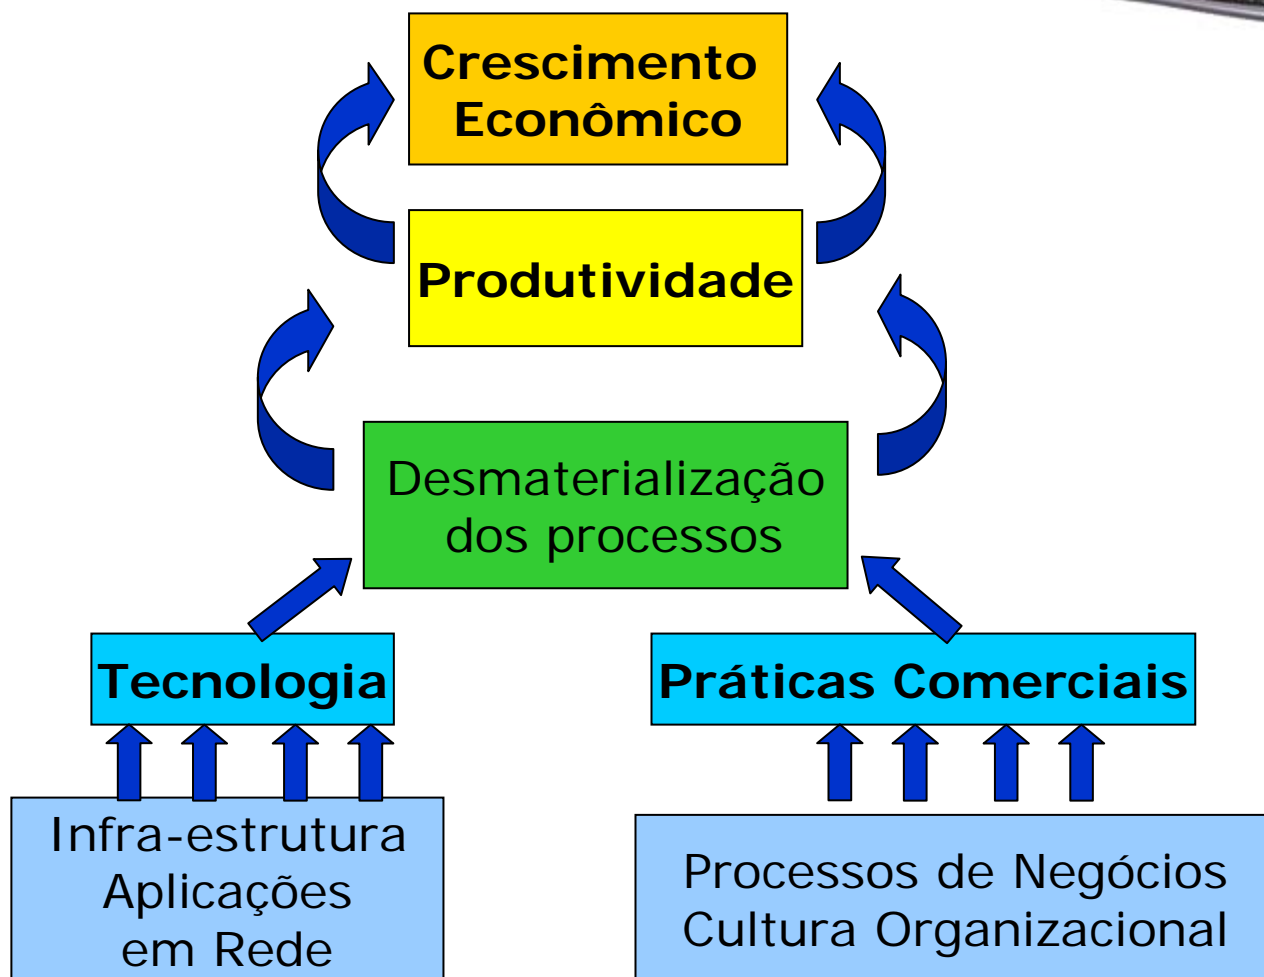 Crescimento
Econômico
Produtividade
Desmaterialização
dos processos
Tecnologia
Práticas Comerciais
Infra-estrutura
Aplicações
em Rede
Processos de Negócios
Cultura Organizacional